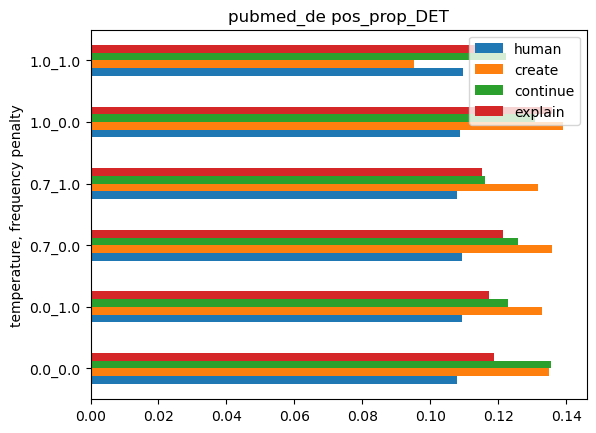 pubmed_de pos_prop_DET
temperature, frequency penalty
1.0_1.0
1.0_0.0
0.7_1.0
0.7_0.0
0.0_1.0
0.0_0.0
human
create
continue
explain
0.00 0.02 0.04 0.06 0.08 0.10 0.12 0.14